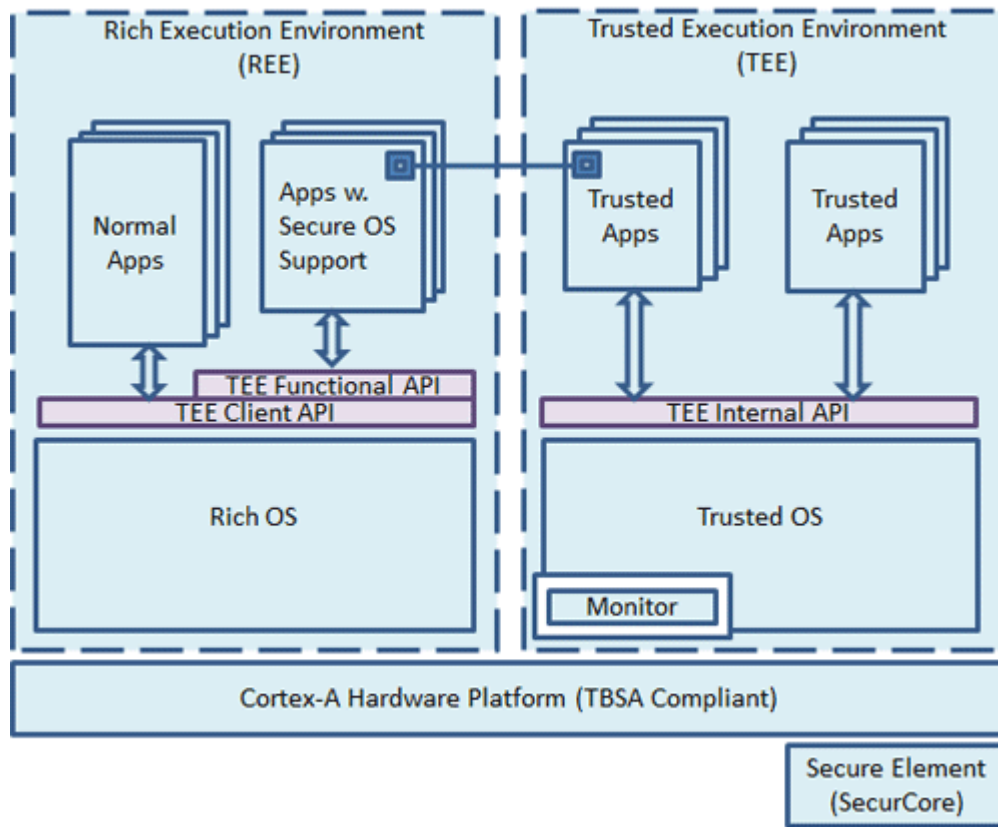 Rich Execution Environment
(REE)
Trusted Execution Environment
(TEE)
Normal
Apps
Apps w.
Secure OS
Support
Trusted
Apps
Trusted
Apps
TEE Functional API
TEE Client API
TEE Internal API
Rich OS
Trusted OS
Monitor
Cortex-A Hardware Platform (TBSA Compliant)
Secure Element
(SecurCore)